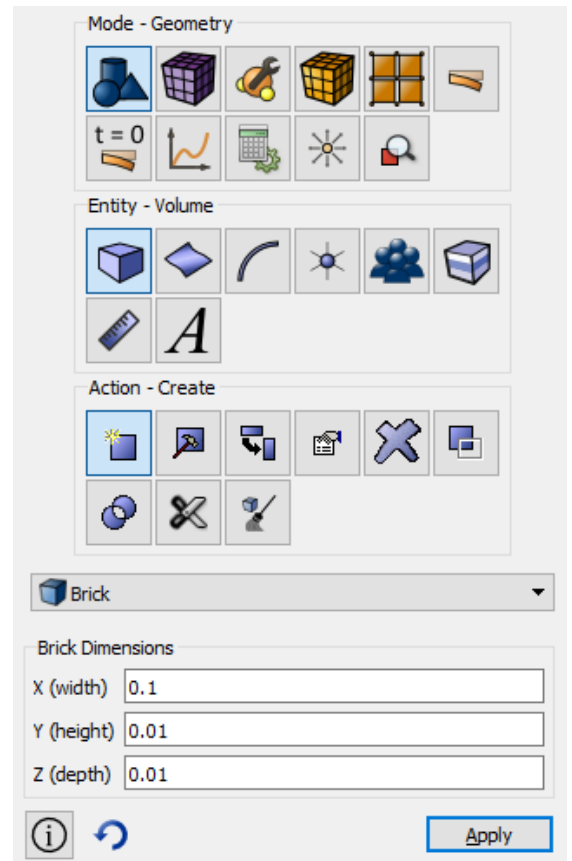 Mode - Geometry
t = 0
Entity - Volume
A
Action - Create
Brick
Brick Dimensions
X (width) 0.1
Y (height) 0.01
Z (depth) 0.01
i
Apply